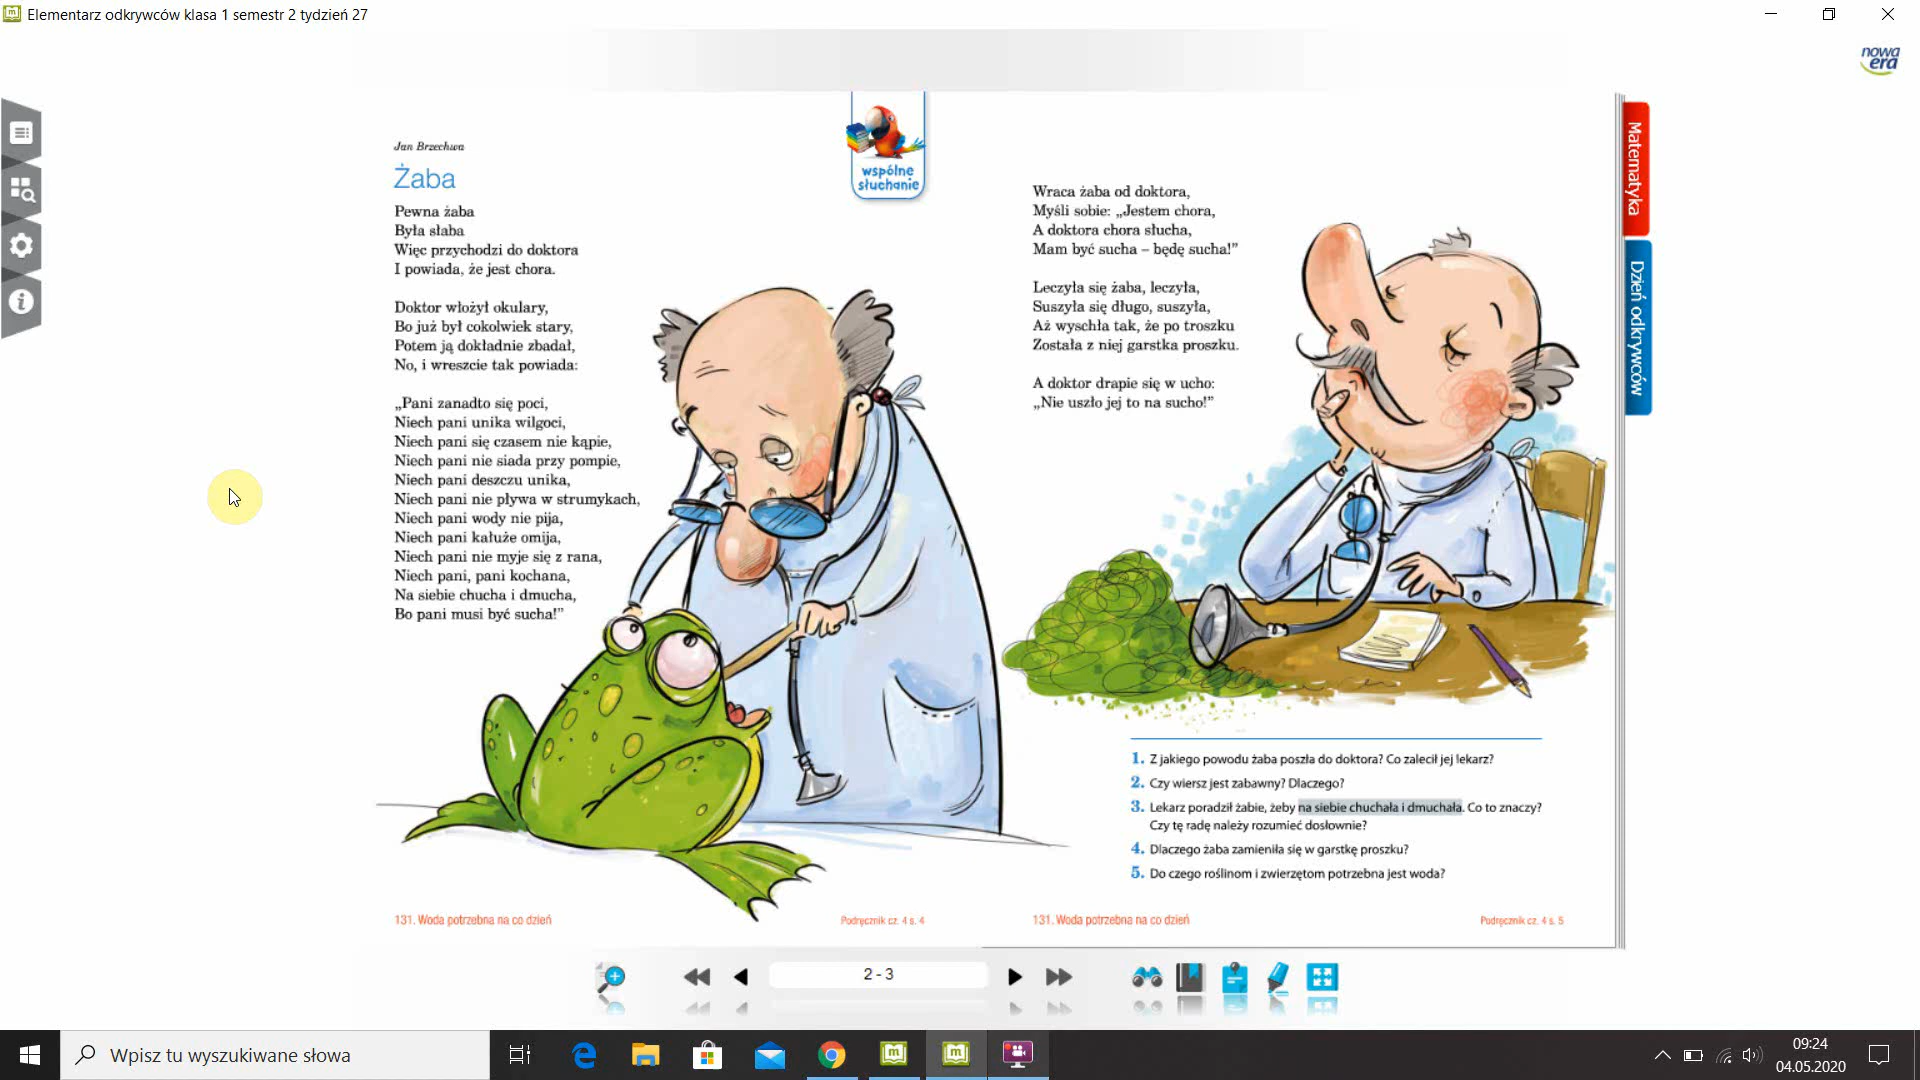 Elementarz odkrywców klasa 1 semestr 2 tydzień 27
nowa
era
Jan Brzechwa
Żaba
wspólne
słuchanie
Pewna żaba
Była słaba
Więc przychodzi do doktora
I powiada, że jest chora.
Doktor włożył okulary,
Bo już był cokolwiek stary,
Potem ją dokładnie zbadał,
No, i wreszcie tak powiada:
„Pani zanadto się poci,
Niech pani unika wilgoci,
Niech pani się czasem nie kąpie,
Niech pani nie siada przy pompie,
Niech pani deszczu unika,
Niech pani nie pływa w strumykach,
Niech pani wody nie pija,
Niech pani kałuże omija,
Niech pani nie myje się z rana,
Niech pani, pani kochana,
Na siebie chucha i dmucha,
Bo pani musi być sucha!”
131. Woda potrzebna na co dzień
Podręcznik cz. 4 s. 4
Wraca żaba od doktora,
Myśli sobie: „Jestem chora,
A doktora chora słucha,
Mam być sucha – będę sucha!”
Leczyła się żaba, leczyła,
Suszyła się długo, suszyła,
Aż wyschła tak, że po troszku
Została z niej garstka proszku.
A doktor drapie się w ucho:
„Nie uszło jej to na sucho!”
1. Z jakiego powodu żaba poszła do doktora? Co zalecił jej lekarz?
2. Czy wiersz jest zabawny? Dlaczego?
3. Lekarz poradził żabie, żeby na siebie chuchała i dmuchała. Co to znaczy?
Czy tę radę należy rozumieć dosłownie?
4. Dlaczego żaba zamieniła się w garstkę proszku?
5. Do czego roślinom i zwierzętom potrzebna jest woda?
131. Woda potrzebna na co dzień
Podręcznik cz. 4 s. 5
Matematyka
Dzień odkrywców
2 - 3
Wpisz tu wyszukiwane słowa
09:24
04.05.2020